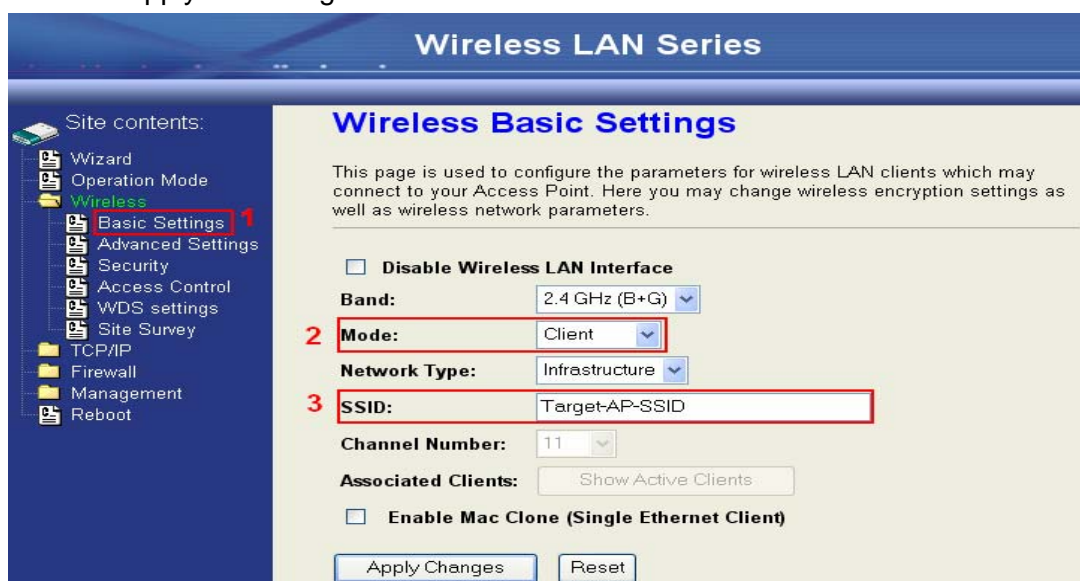 Wireless LAN Series
Site contents:
Wizard
Operation Mode
Wireless
Basic Settings 1
Advanced Settings
Security
Access Control
WDS settings
Site Survey
TCP/IP
Firewall
Management
Reboot
Wireless Basic Settings
This page is used to configure the parameters for wireless LAN clients which may
connect to your Access Point. Here you may change wireless encryption settings as
well as wireless network parameters.
Disable Wireless LAN Interface
Band: 2.4 GHz (B+G)
2 Mode: Client
Network Type: Infrastructure
3 SSID: Target-AP-SSID
Channel Number: 11
Associated Clients: Show Active Clients
Enable Mac Clone (Single Ethernet Client)
Apply Changes Reset